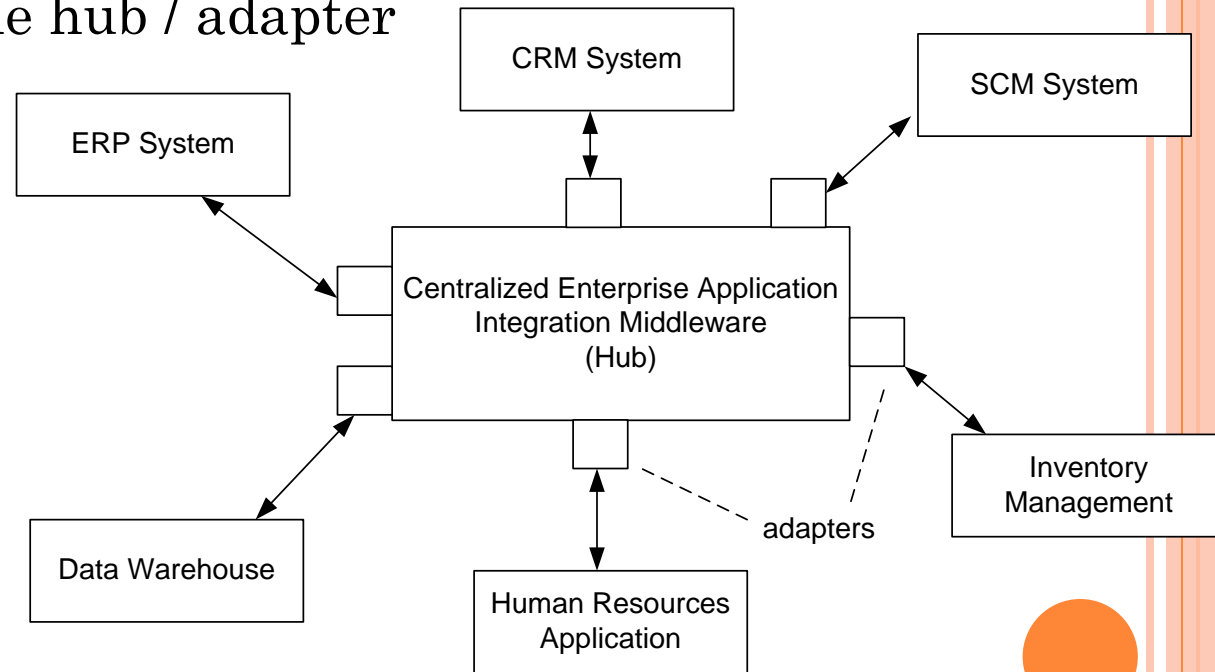 hub / adapter
CRM System
SCM System
ERP System
Centralized Enterprise Application
Integration Middleware
(Hub)
Inventory
Management
adapters
Data Warehouse
Human Resources
Application